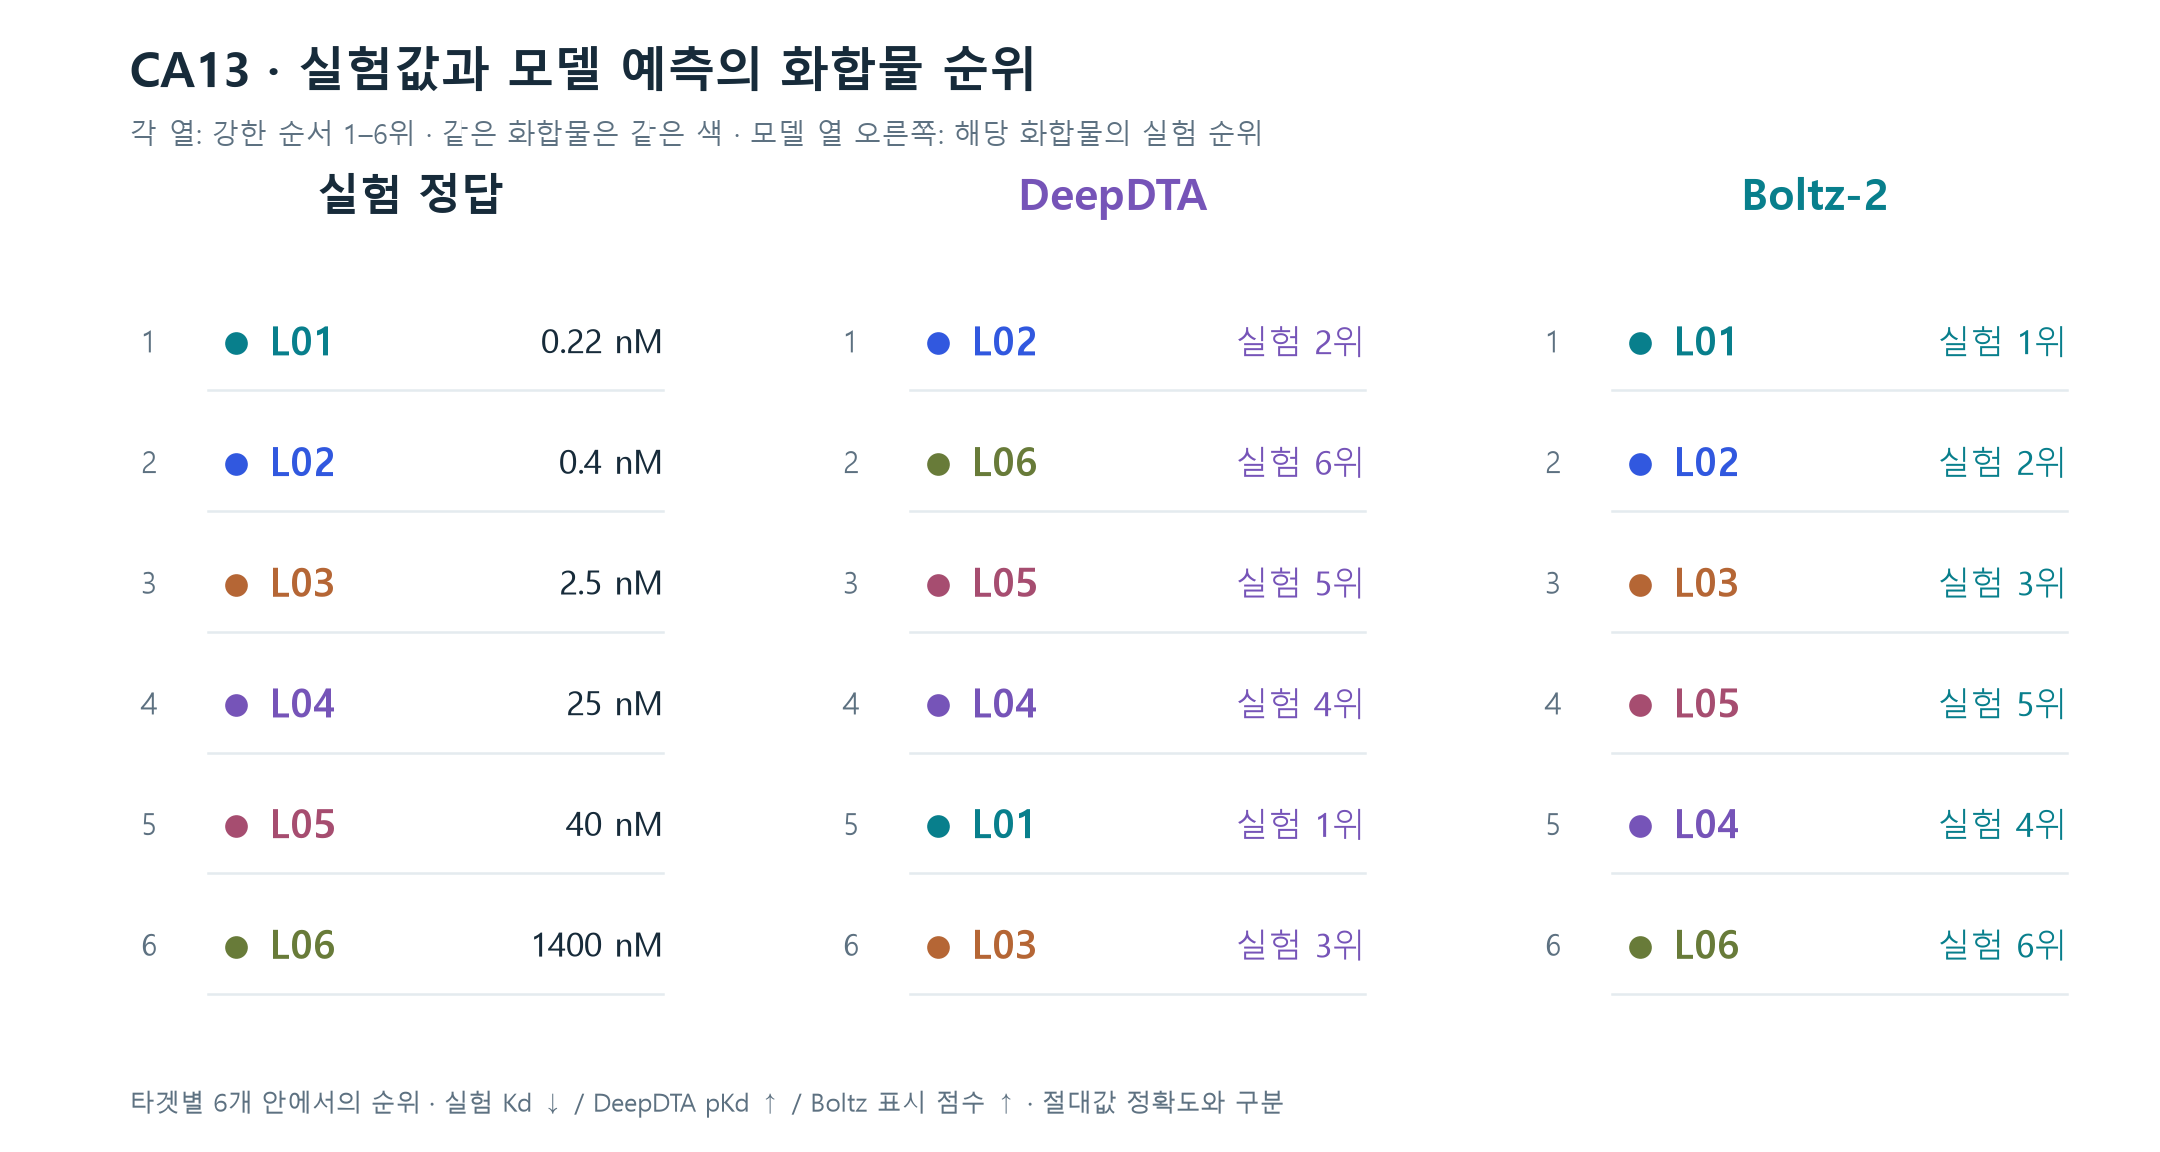 CA13 · 실험값과 모델 예측의 화합물 순위
각 열: 강한 순서 1–6위 · 같은 화합물은 같은 색 · 모델 열 오른쪽: 해당 화합물의 실험 순위
실험 정답 DeepDTA Boltz-2
1 L01 0.22 nM 1 L02 실험 2위 1 L01 실험 1위
2 L02 0.4 nM 2 L06 실험 6위 2 L02 실험 2위
3 L03 2.5 nM 3 L05 실험 5위 3 L03 실험 3위
4 L04 25 nM 4 L04 실험 4위 4 L05 실험 5위
5 L05 40 nM 5 L01 실험 1위 5 L04 실험 4위
6 L06 1400 nM 6 L03 실험 3위 6 L06 실험 6위
타겟별 6개 안에서의 순위 · 실험 Kd ↓ / DeepDTA pKd ↑ / Boltz 표시 점수 ↑ · 절대값 정확도와 구분